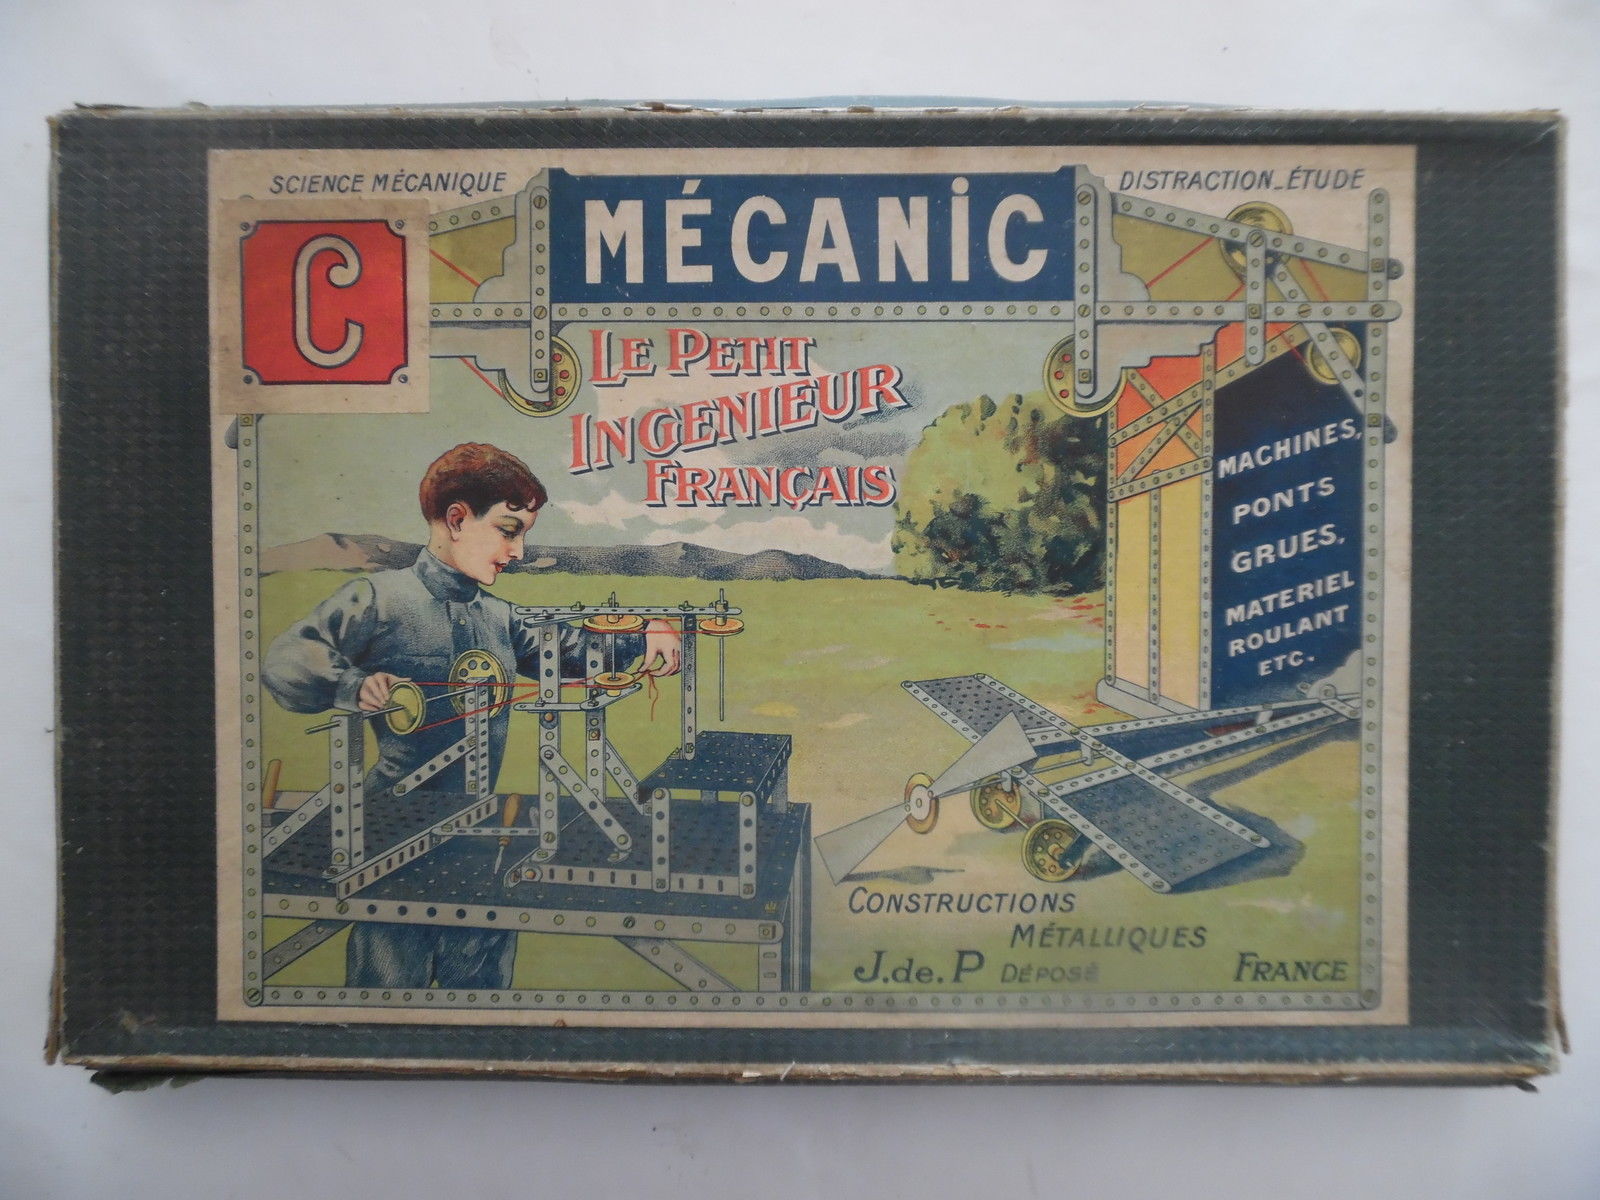 SCIENCE MÉCANIQUE
MÉCANIC
DISTRACTION_ÉTUDE
C
LE PETIT
INGENIEUR
FRANÇAIS
MACHINES,
PONTS
GRUES,
MATERIEL
ROULANT
ETC.
CONSTRUCTIONS
MÉTALLIQUES
J.de.P DÉPOSÉ
FRANCE